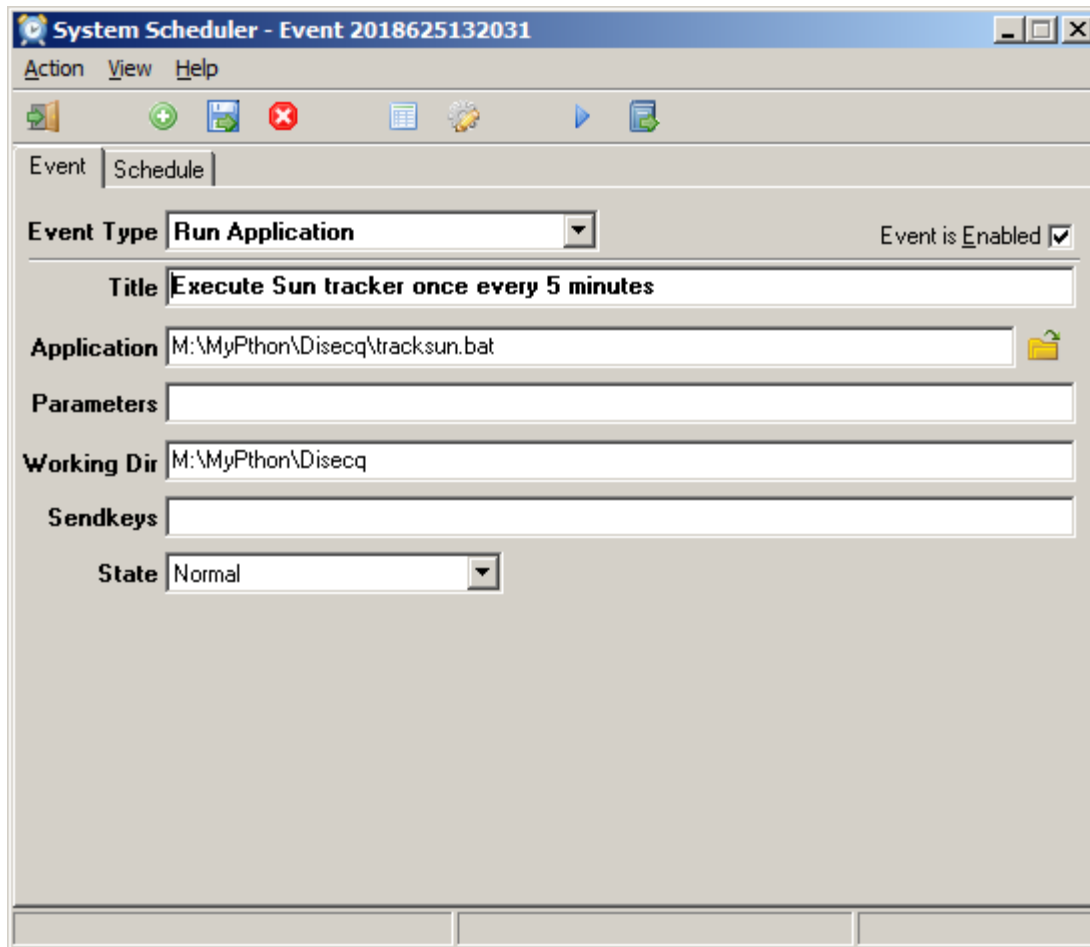 System Scheduler - Event 2018625132031
Action View Help
Event Schedule
Event Type Run Application Event is Enabled
Title Execute Sun tracker once every 5 minutes
Application M:\MyPthon\Disecq\tracksun.bat
Parameters
Working Dir M:\MyPthon\Disecq
Sendkeys
State Normal